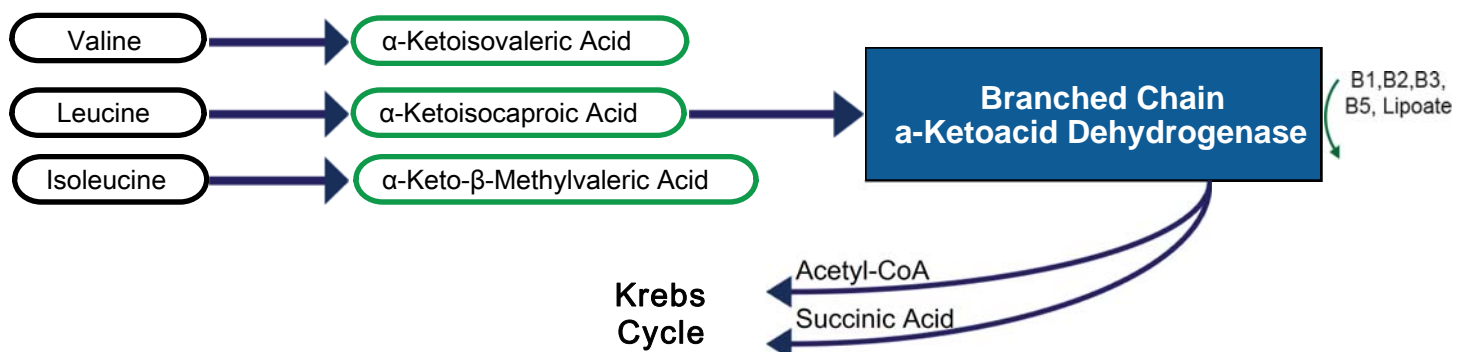 Valine
α-Ketoisovaleric Acid
Leucine
α-Ketoisocaproic Acid
Isoleucine
α-Keto-β-Methylvaleric Acid
Branched Chain
a-Ketoacid Dehydrogenase
B1,B2,B3,
B5, Lipoate
Acetyl-CoA
Succinic Acid
Krebs
Cycle